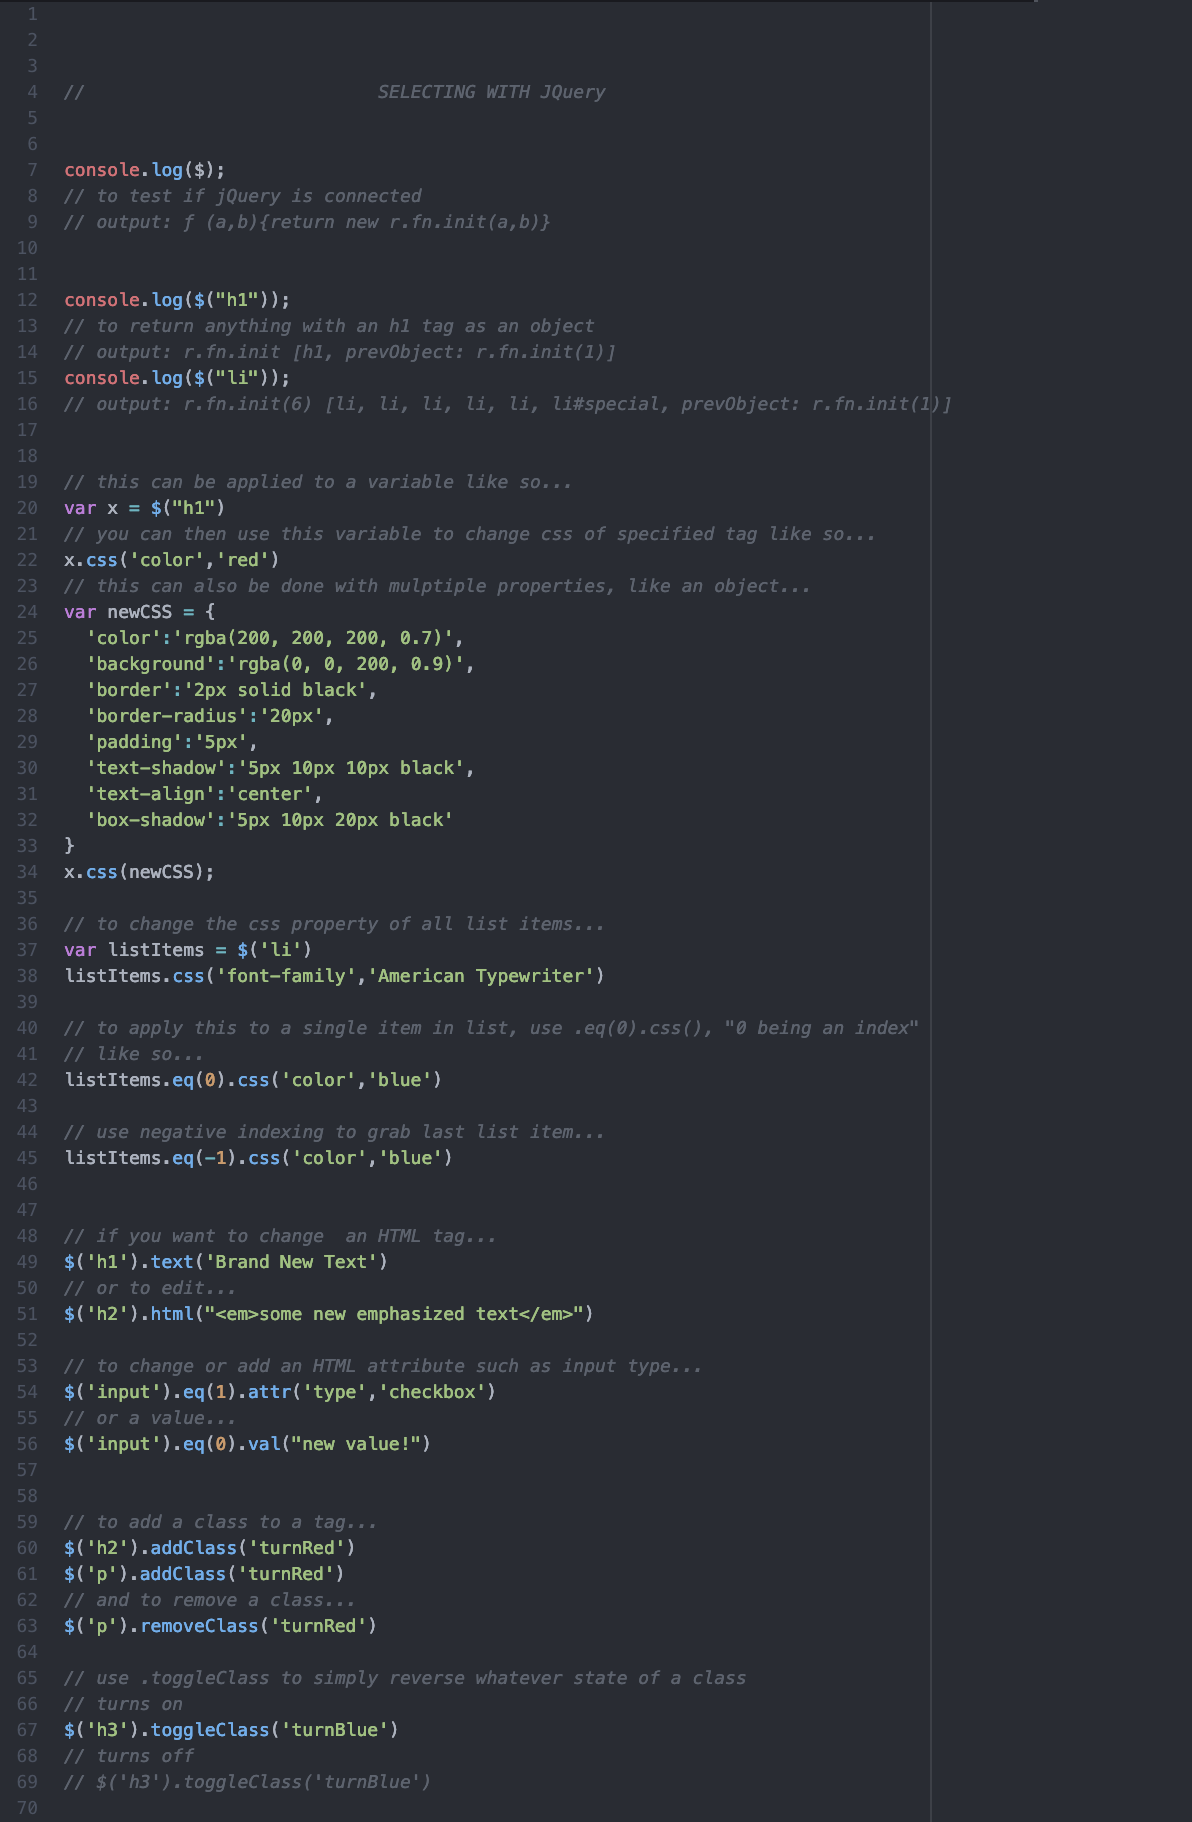 1
2
3
4 // SELECTING WITH JQuery
5
6
7 console.log($);
8 // to test if jQuery is connected
9 // output: ƒ (a,b){return new r.fn.init(a,b)}
10
11
12 console.log($("h1"));
13 // to return anything with an h1 tag as an object
14 // output: r.fn.init [h1, prevObject: r.fn.init(1)]
15 console.log($("li"));
16 // output: r.fn.init(6) [li, li, li, li, li, li#special, prevObject: r.fn.init(1)]
17
18
19 // this can be applied to a variable like so...
20 var x = $("h1")
21 // you can then use this variable to change css of specified tag like so...
22 x.css('color','red')
23 // this can also be done with mulptiple properties, like an object...
24 var newCSS = {
25   'color':'rgba(200, 200, 200, 0.7)',
26   'background':'rgba(0, 0, 200, 0.9)',
27   'border':'2px solid black',
28   'border-radius':'20px',
29   'padding':'5px',
30   'text-shadow':'5px 10px 10px black',
31   'text-align':'center',
32   'box-shadow':'5px 10px 20px black'
33 }
34 x.css(newCSS);
35
36 // to change the css property of all list items...
37 var listItems = $('li')
38 listItems.css('font-family','American Typewriter')
39
40 // to apply this to a single item in list, use .eq(0).css(), "0 being an index"
41 // like so...
42 listItems.eq(0).css('color','blue')
43
44 // use negative indexing to grab last list item...
45 listItems.eq(-1).css('color','blue')
46
47
48 // if you want to change  an HTML tag...
49 $('h1').text('Brand New Text')
50 // or to edit...
51 $('h2').html("<em>some new emphasized text</em>")
52
53 // to change or add an HTML attribute such as input type...
54 $('input').eq(1).attr('type','checkbox')
55 // or a value...
56 $('input').eq(0).val("new value!")
57
58
59 // to add a class to a tag...
60 $('h2').addClass('turnRed')
61 $('p').addClass('turnRed')
62 // and to remove a class...
63 $('p').removeClass('turnRed')
64
65 // use .toggleClass to simply reverse whatever state of a class
66 // turns on
67 $('h3').toggleClass('turnBlue')
68 // turns off
69 // $('h3').toggleClass('turnBlue')
70